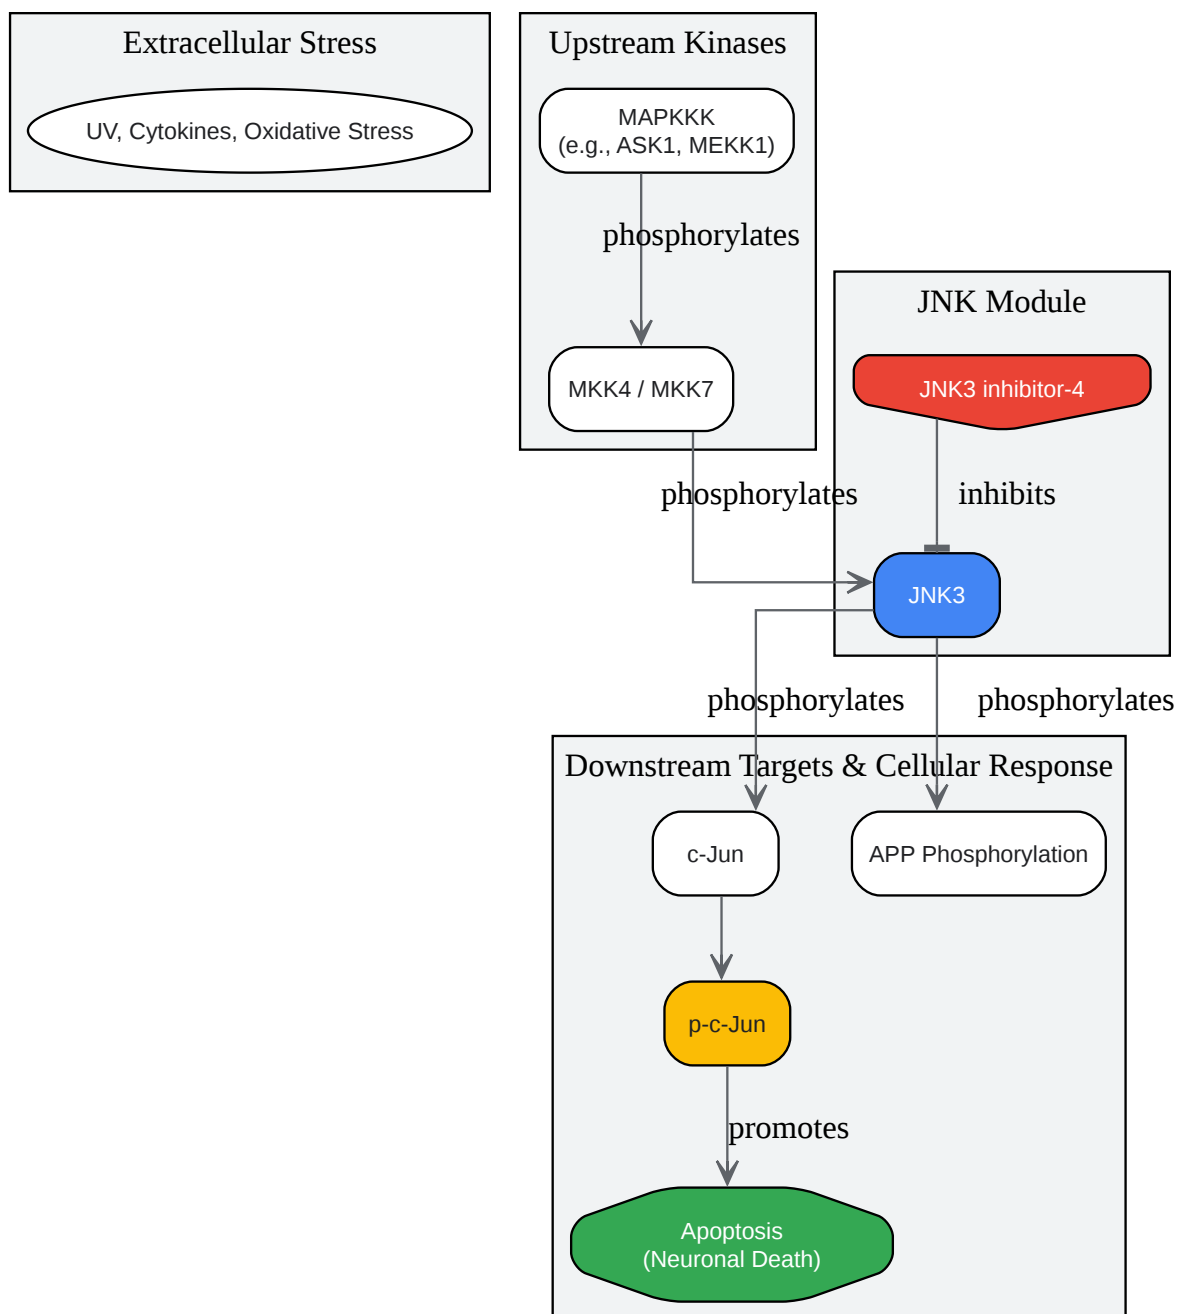 Extracellular Stress
UV, Cytokines, Oxidative Stress
Upstream Kinases
MAPKKK
(e.g., ASK1, MEKK1)
phosphorylates
MKK4 / MKK7
JNK Module
JNK3 inhibitor-4
phosphorylates
inhibits
JNK3
phosphorylates
phosphorylates
Downstream Targets & Cellular Response
c-Jun
APP Phosphorylation
p-c-Jun
promotes
Apoptosis
(Neuronal Death)